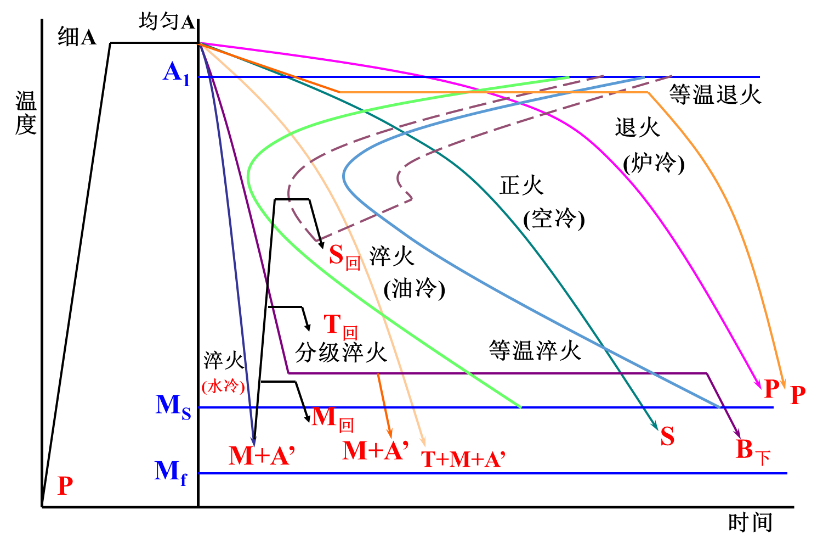 均匀A
细A
A1
温度
等温退火
退火
(炉冷)
正火
(空冷)
淬火
(油冷)
S回
T回
分级淬火
等温淬火
淬火
(水冷)
P P
MS
M回
S
M+A’
M+A’
T+M+A’
B下
Mf
P
时间